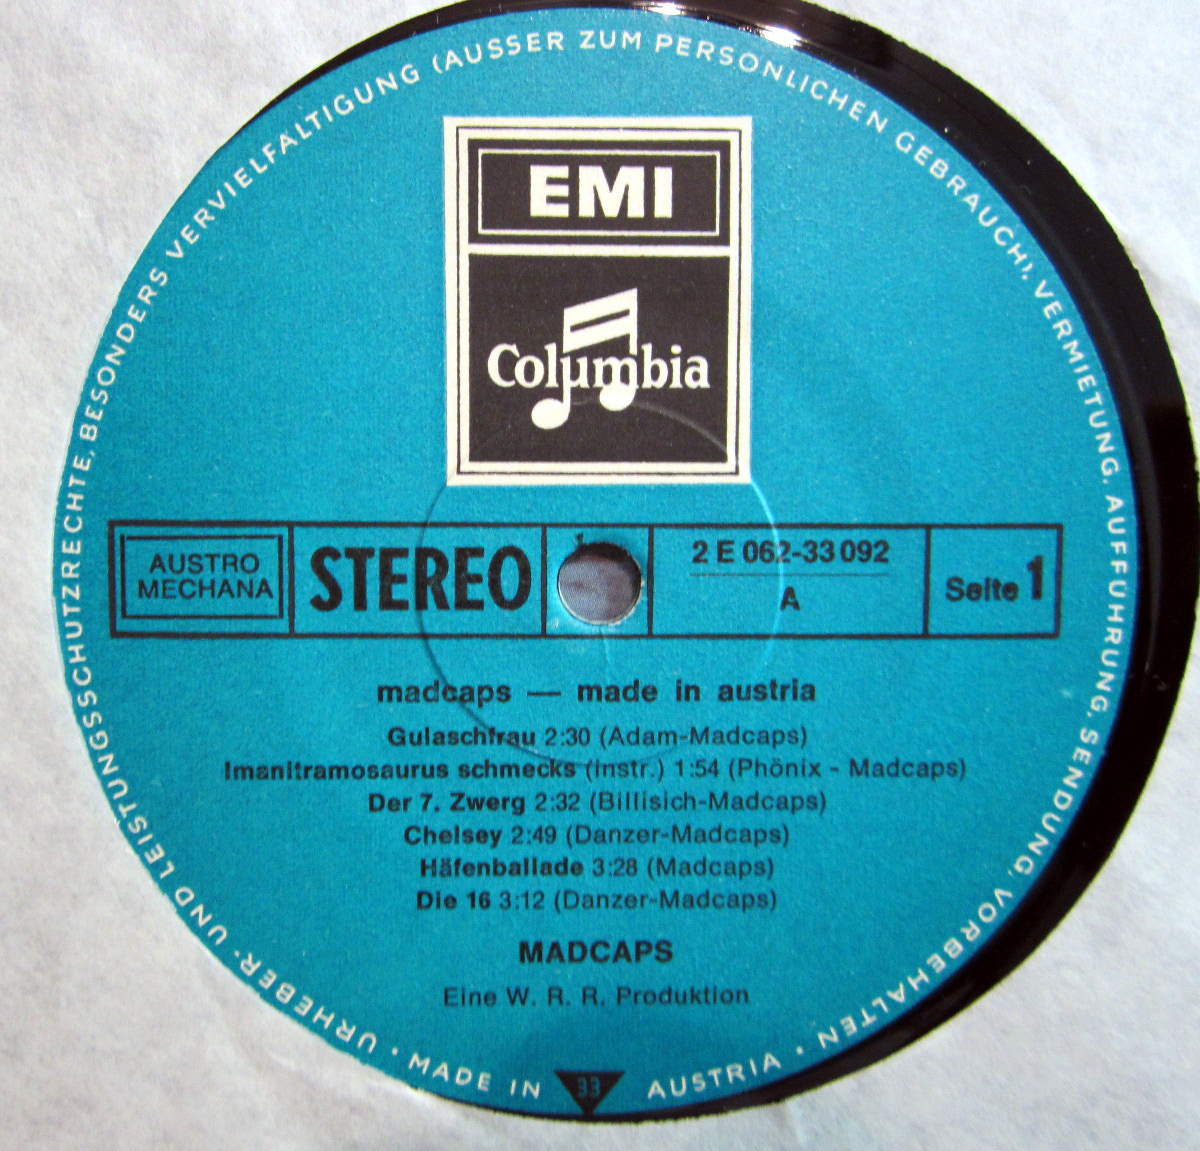 URHEBER- UND LEISTUNGSSCHUTZRECHTE, BESONDERS VERVIELFALTIGUNG (AUSSER ZUM PERSONLICHEN GEBRAUCH), VERMIETUNG, AUFFUHRUNG, SENDUNG, VORBEHALTEN
EMI
Columbia
AUSTRO
MECHANA
STEREO
2 E 062-33 092
A
Seite 1
madcaps — made in austria
Gulaschfrau 2:30 (Adam-Madcaps)
Imanitramosaurus schmecks (Instr.) 1:54 (Phönix - Madcaps)
Der 7. Zwerg 2:32 (Billisich-Madcaps)
Chelsey 2:49 (Danzer-Madcaps)
Häfenballade 3:28 (Madcaps)
Die 16 3:12 (Danzer-Madcaps)
MADCAPS
Eine W. R. R. Produktion
· MADE IN 33 AUSTRIA ·